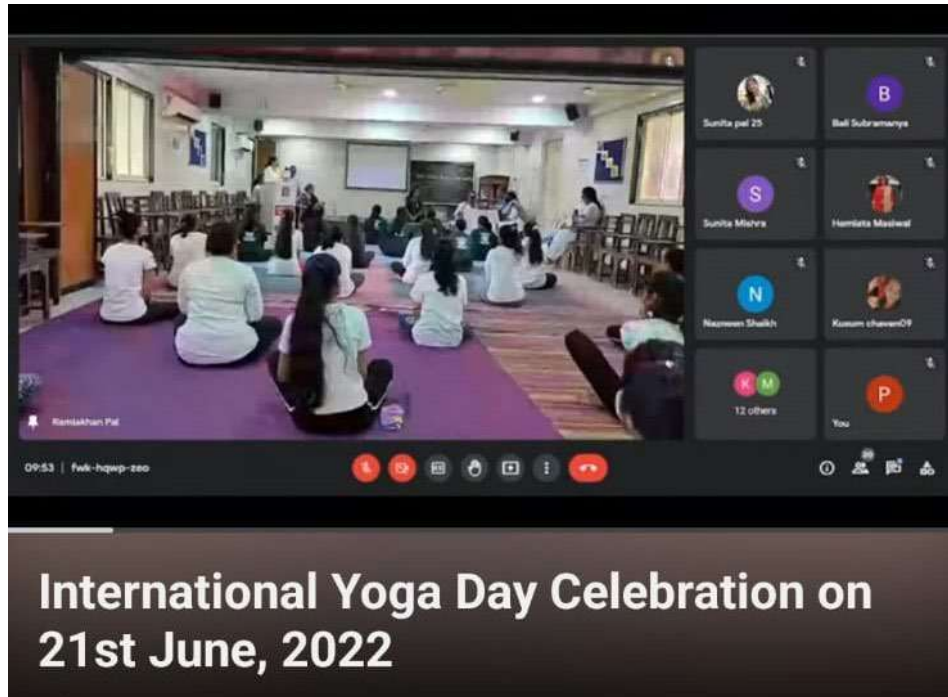 Sunita pal 25
B
Bali Subramanya
S
Sunita Mishra
Hemlata Masiwal
N
Nazneen Shaikh
Kusum chavan09
K M
12 others
P
You
Ramlakhan Pal
09:53 | fwk-hqwp-zeo
20
International Yoga Day Celebration on
21st June, 2022